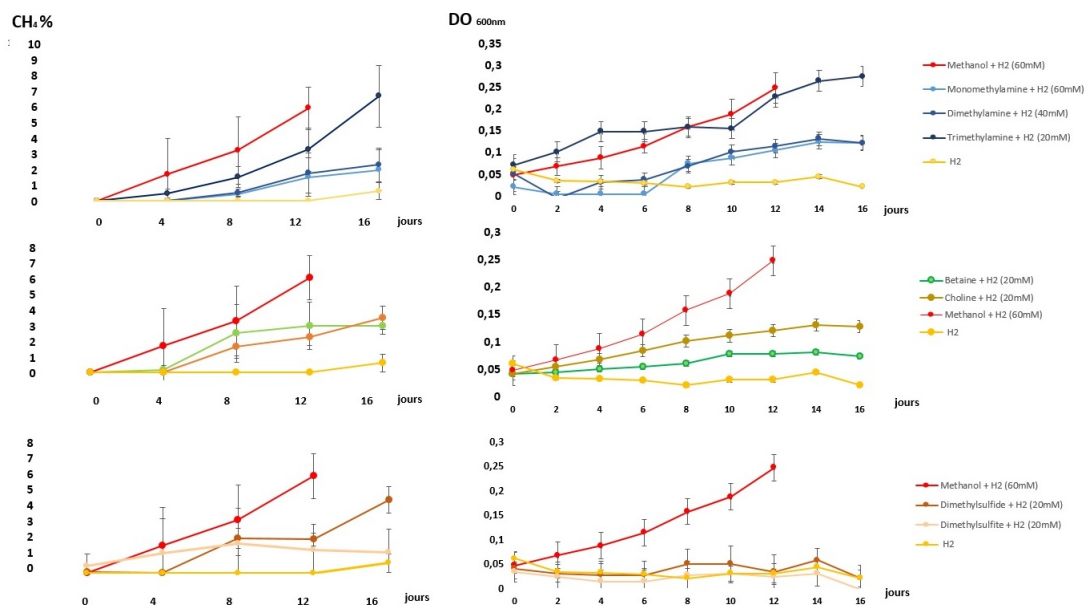 CH₄ %
10
9
8
7
6
5
4
3
2
1
0
0 4 8 12 16 jours
DO 600nm
0,35
0,3
0,35
0,2
0,15
0,1
0,05
0
0 2 4 6 8 10 12 14 16 jours
Methanol + H2 (60mM)
Monomethylamine + H2 (60mM)
Dimethylamine + H2 (40mM)
Trimethylamine + H2 (20mM)
H2
8
7
6
5
4
3
2
1
0
0 4 8 12 16 jours
0,3
0,25
0,2
0,15
0,1
0,05
0
0 2 4 6 8 10 12 14 16 jours
Betaine + H2 (20mM)
Choline + H2 (20mM)
Methanol + H2 (60mM)
H2
8
7
6
5
4
3
2
1
0
0 4 8 12 16 jours
0,3
0,25
0,2
0,15
0,1
0,05
0
0 2 4 6 8 10 12 14 16 jours
Methanol + H2 (60mM)
Dimethylsulfide + H2 (20mM)
Dimethylsulfite + H2 (20mM)
H2